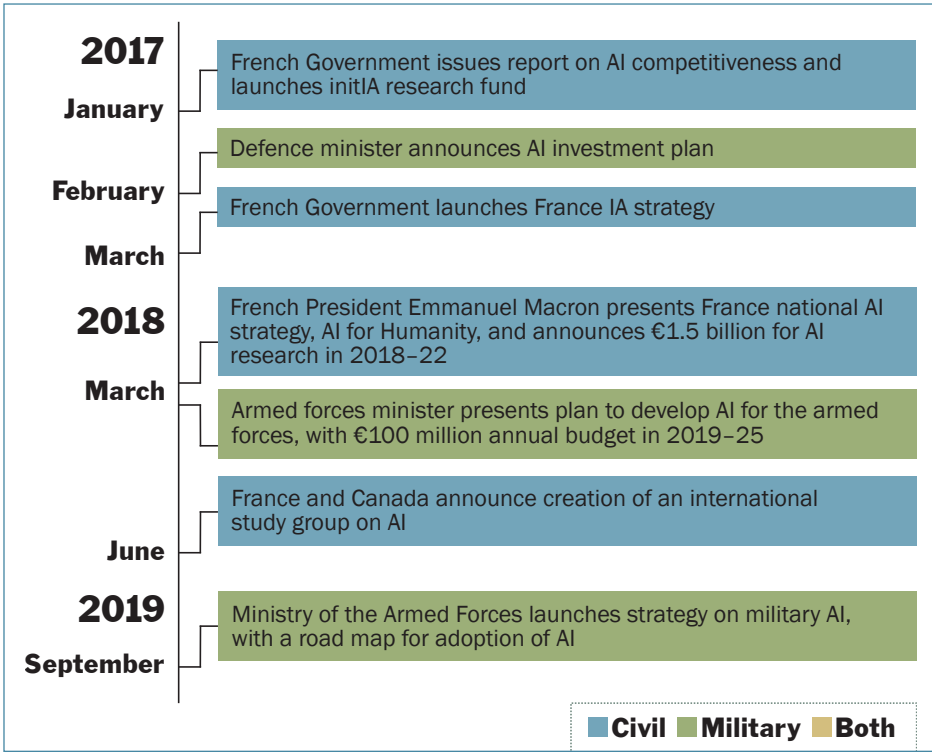 2017
January
French Government issues report on AI competitiveness and
launches initIA research fund
February
Defence minister announces AI investment plan
March
French Government launches France IA strategy
2018
March
French President Emmanuel Macron presents France national AI
strategy, AI for Humanity, and announces €1.5 billion for AI
research in 2018–22
Armed forces minister presents plan to develop AI for the armed
forces, with €100 million annual budget in 2019–25
June
France and Canada announce creation of an international
study group on AI
2019
September
Ministry of the Armed Forces launches strategy on military AI,
with a road map for adoption of AI
Civil Military Both